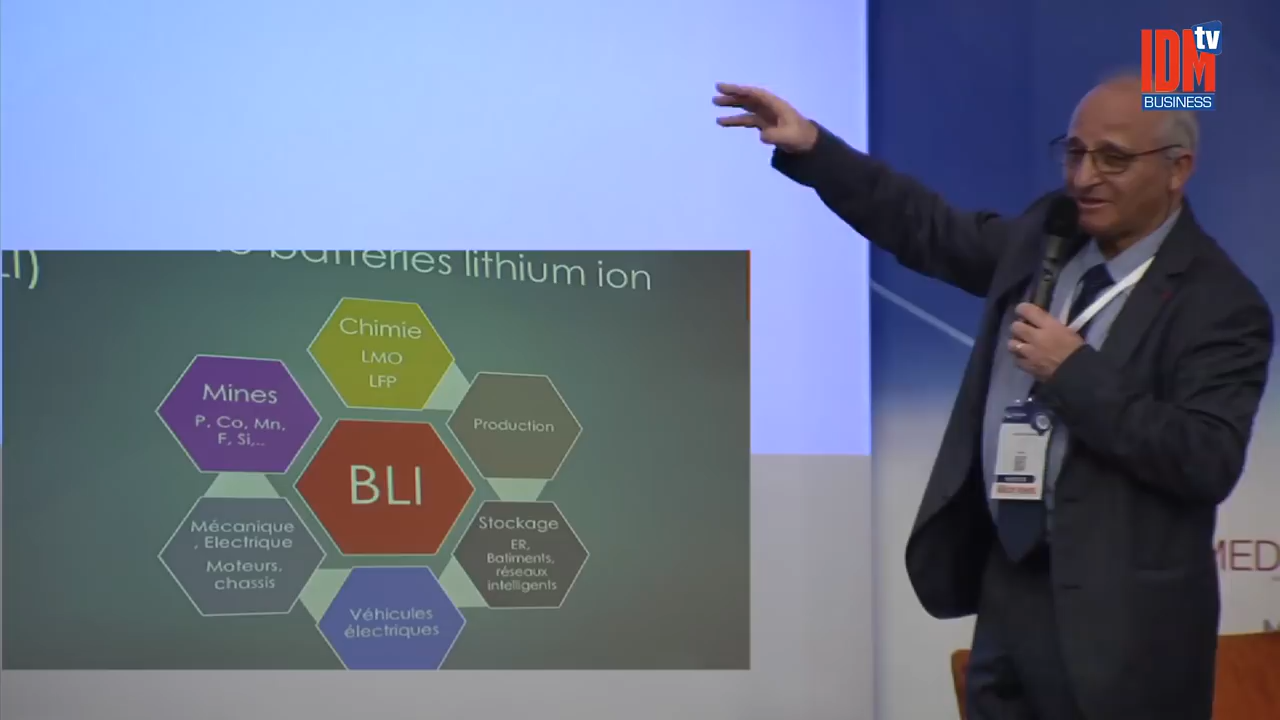 IDM tv
BUSINESS
batteries lithium ion
Chimie
LMO
LFP
Mines
P, Co, Mn,
F, Si,..
Production
BLI
Mécanique
, Electrique
Moteurs,
chassis
Stockage
ER,
Batiments,
réseaux
intelligents
Véhicules
électriques
MED